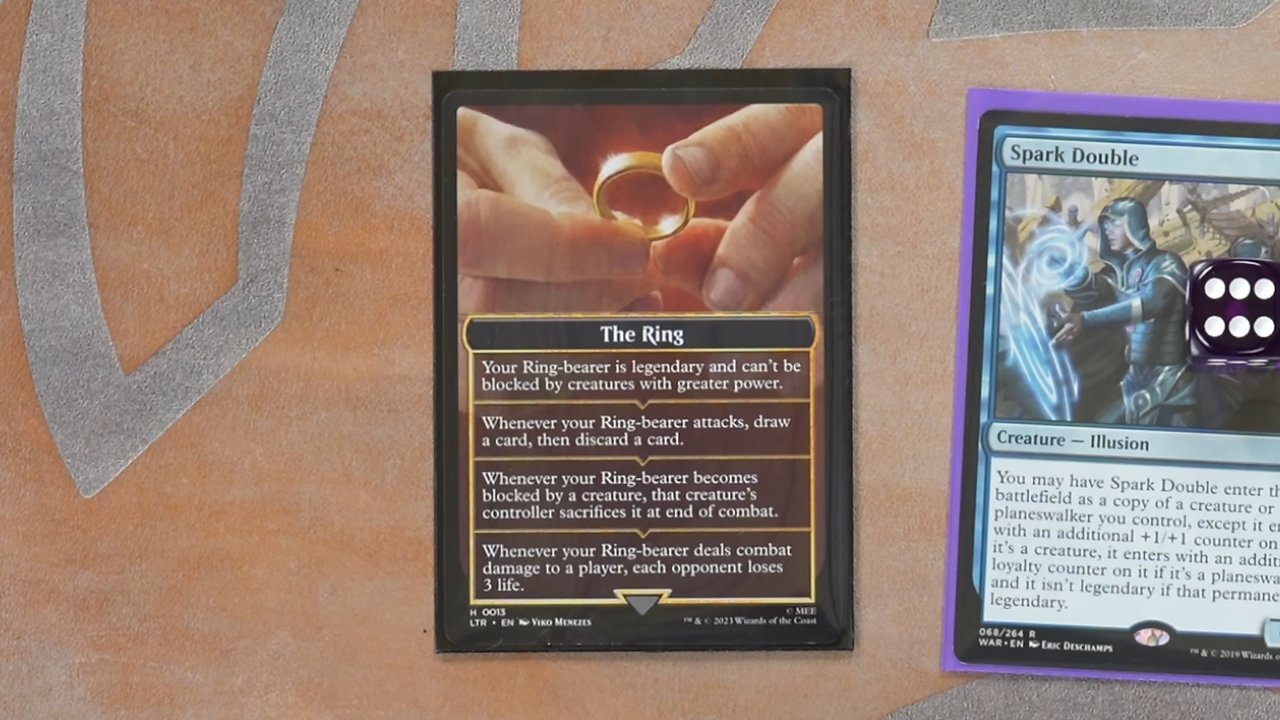 The Ring
Your Ring-bearer is legendary and can't be
blocked by creatures with greater power.
Whenever your Ring-bearer attacks, draw
a card, then discard a card.
Whenever your Ring-bearer becomes
blocked by a creature, that creature's
controller sacrifices it at end of combat.
Whenever your Ring-bearer deals combat
damage to a player, each opponent loses
3 life.
H 0013
LTR • EN Viko Menezes
© MEE
™ & © 2023 Wizards of the Coast
Spark Double
Creature — Illusion
You may have Spark Double enter th
battlefield as a copy of a creature or
planeswalker you control, except it en
with an additional +1/+1 counter on
it's a creature, it enters with an additi
loyalty counter on it if it's a planeswa
and it isn't legendary if that permane
legendary.
068/264 R
WAR • EN Eric Deschamps
™ & © 2019 Wizards o